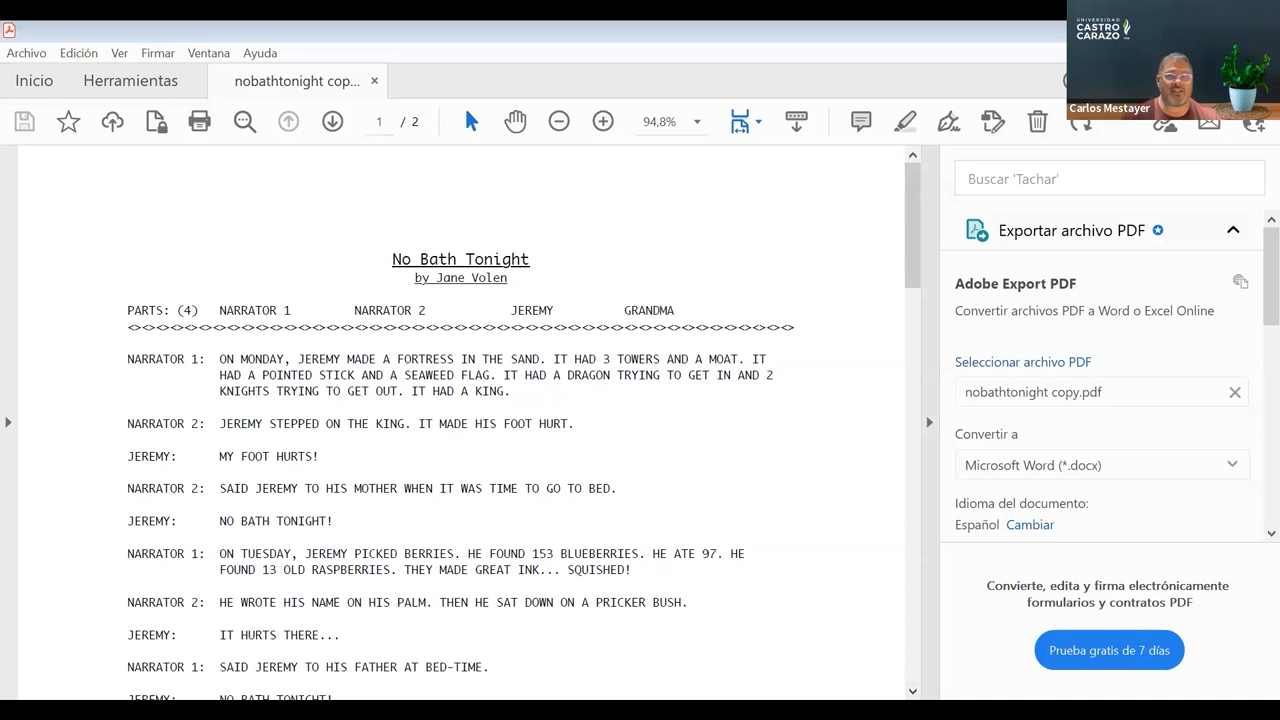 UNIVERSIDAD
CASTRO
CARAZO
Carlos Mestayer
Archivo Edición Ver Firmar Ventana Ayuda
Inicio Herramientas nobathtonight cop... ×
1 / 2 94,8%
No Bath Tonight
by Jane Volen
PARTS: (4) NARRATOR 1 NARRATOR 2 JEREMY GRANDMA
<><><><><><><><><><><><><><><><><><><><><><><><><><><><><><><><><><><><><><><><><><><><><><>
NARRATOR 1: ON MONDAY, JEREMY MADE A FORTRESS IN THE SAND. IT HAD 3 TOWERS AND A MOAT. IT
HAD A POINTED STICK AND A SEAWEED FLAG. IT HAD A DRAGON TRYING TO GET IN AND 2
KNIGHTS TRYING TO GET OUT. IT HAD A KING.
NARRATOR 2: JEREMY STEPPED ON THE KING. IT MADE HIS FOOT HURT.
JEREMY: MY FOOT HURTS!
NARRATOR 2: SAID JEREMY TO HIS MOTHER WHEN IT WAS TIME TO GO TO BED.
JEREMY: NO BATH TONIGHT!
NARRATOR 1: ON TUESDAY, JEREMY PICKED BERRIES. HE FOUND 153 BLUEBERRIES. HE ATE 97. HE
FOUND 13 OLD RASPBERRIES. THEY MADE GREAT INK... SQUISHED!
NARRATOR 2: HE WROTE HIS NAME ON HIS PALM. THEN HE SAT DOWN ON A PRICKER BUSH.
JEREMY: IT HURTS THERE...
NARRATOR 1: SAID JEREMY TO HIS FATHER AT BED-TIME.
JEREMY: NO BATH TONIGHT!
Buscar 'Tachar'
Exportar archivo PDF
Adobe Export PDF
Convertir archivos PDF a Word o Excel Online
Seleccionar archivo PDF
nobathtonight copy.pdf
Convertir a
Microsoft Word (*.docx)
Idioma del documento:
Español Cambiar
Convierte, edita y firma electrónicamente
formularios y contratos PDF
Prueba gratis de 7 días